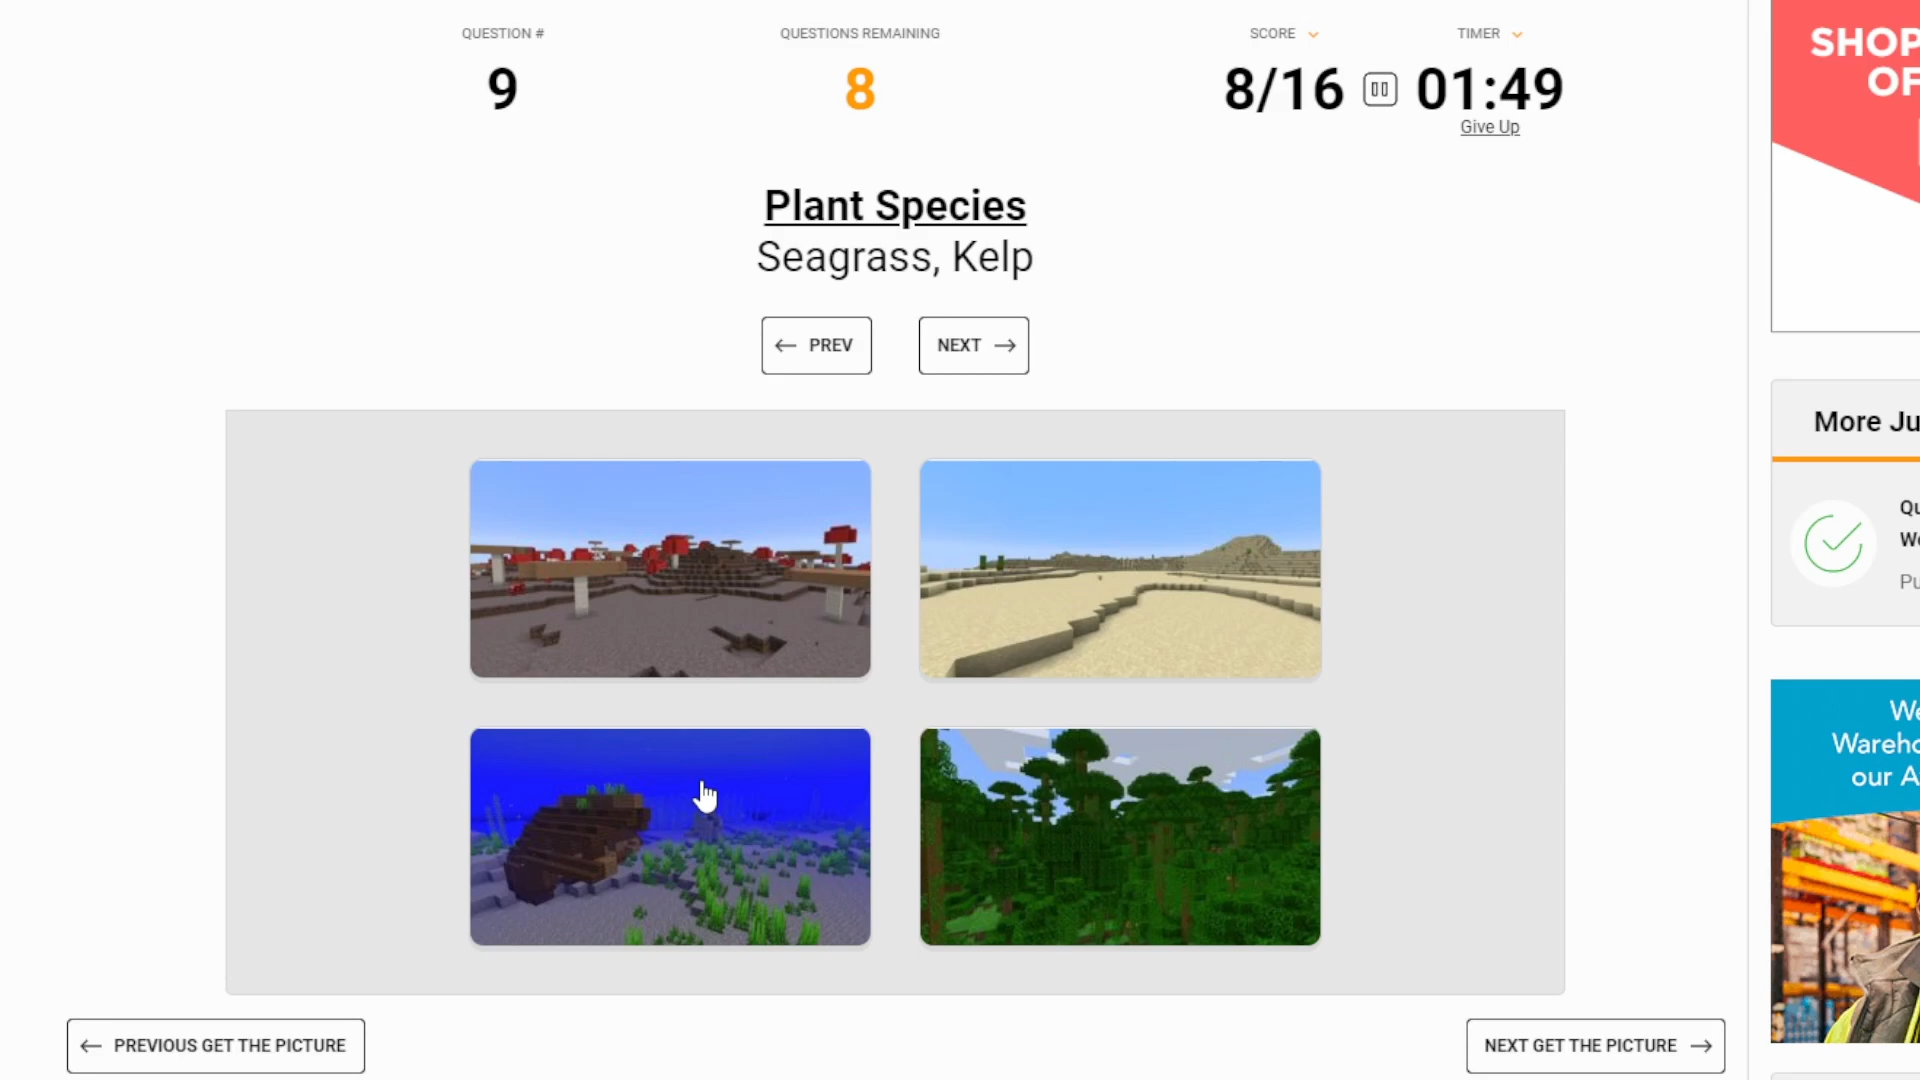 QUESTION #
9
QUESTIONS REMAINING
8
SCORE
8/16
TIMER
01:49
Give Up
Plant Species
Seagrass, Kelp
PREV
NEXT
PREVIOUS GET THE PICTURE
NEXT GET THE PICTURE
SHOP
OF
More Ju
Qu
We
Pu
We
Wareho
our A